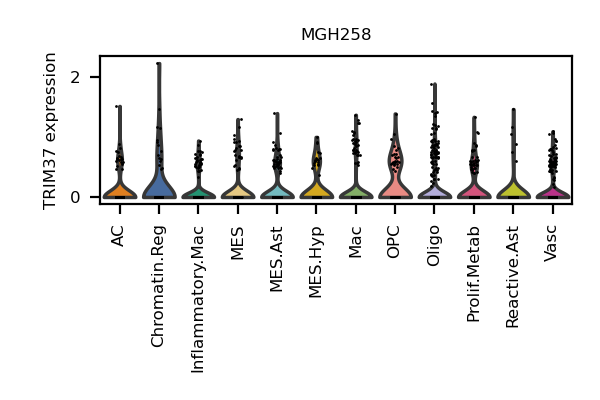 MGH258
TRIM37 expression
2
0
AC
Chromatin.Reg
Inflammatory.Mac
MES
MES.Ast
MES.Hyp
Mac
OPC
Oligo
Prolif.Metab
Reactive.Ast
Vasc